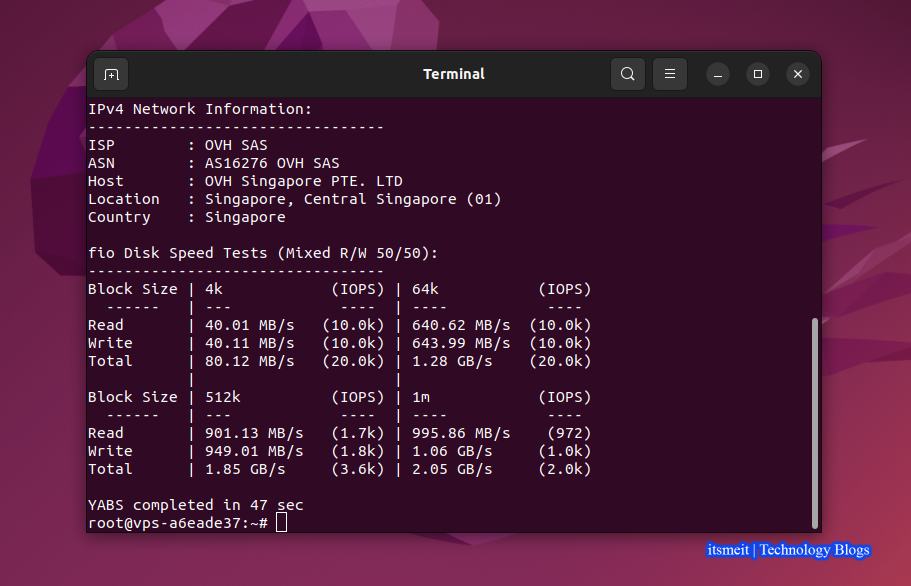 Terminal
IPv4 Network Information:
---------------------------------
ISP        : OVH SAS
ASN        : AS16276 OVH SAS
Host       : OVH Singapore PTE. LTD
Location   : Singapore, Central Singapore (01)
Country    : Singapore
fio Disk Speed Tests (Mixed R/W 50/50):
---------------------------------
Block Size | 4k            (IOPS) | 64k           (IOPS)
  ------   | ---            ----  | ----           ----
Read       | 40.01 MB/s   (10.0k) | 640.62 MB/s  (10.0k)
Write      | 40.11 MB/s   (10.0k) | 643.99 MB/s  (10.0k)
Total      | 80.12 MB/s   (20.0k) | 1.28 GB/s    (20.0k)
           |                      |
Block Size | 512k          (IOPS) | 1m            (IOPS)
  ------   | ---            ----  | ----           ----
Read       | 901.13 MB/s   (1.7k) | 995.86 MB/s    (972)
Write      | 949.01 MB/s   (1.8k) | 1.06 GB/s     (1.0k)
Total      | 1.85 GB/s     (3.6k) | 2.05 GB/s     (2.0k)
YABS completed in 47 sec
root@vps-a6eade37:~#
itsmeit | Technology Blogs